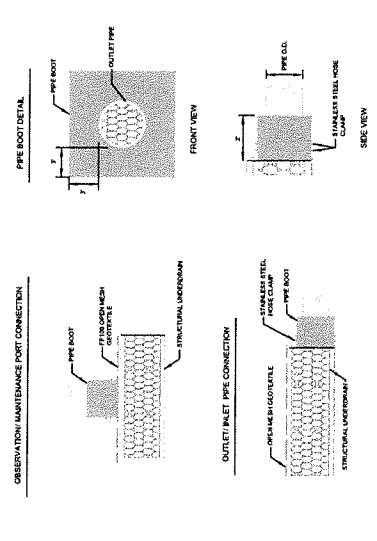 OBSERVATION/ MAINTENANCE PORT CONNECTION
PIPE BOOT
OPEN MESH
GEOTEXTILE
STRUCTURAL UNDERDRAIN
PIPE BOOT DETAIL
PIPE BOOT
OUTLET PIPE
3"
3"
FRONT VIEW
OUTLET/ INLET PIPE CONNECTION
OPEN MESH GEOTEXTILE
STAINLESS STEEL
HOSE CLAMP
PIPE BOOT
STRUCTURAL UNDERDRAIN
PIPE O.D.
STAINLESS STEEL HOSE
CLAMP
SIDE VIEW